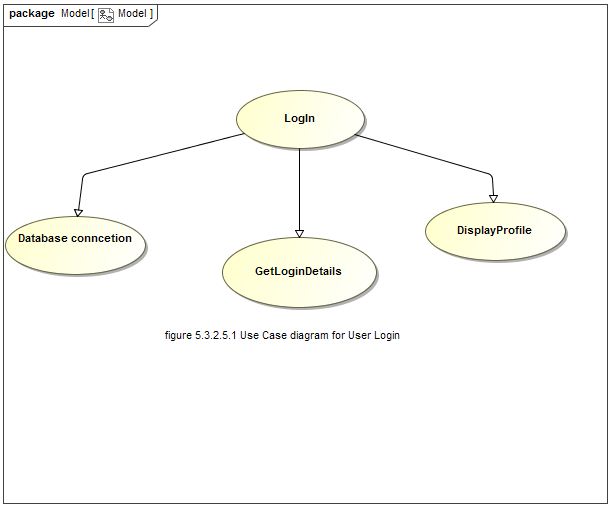 package Model [ Model ]
LogIn
Database conncetion
GetLoginDetails
DisplayProfile
figure 5.3.2.5.1 Use Case diagram for User Login